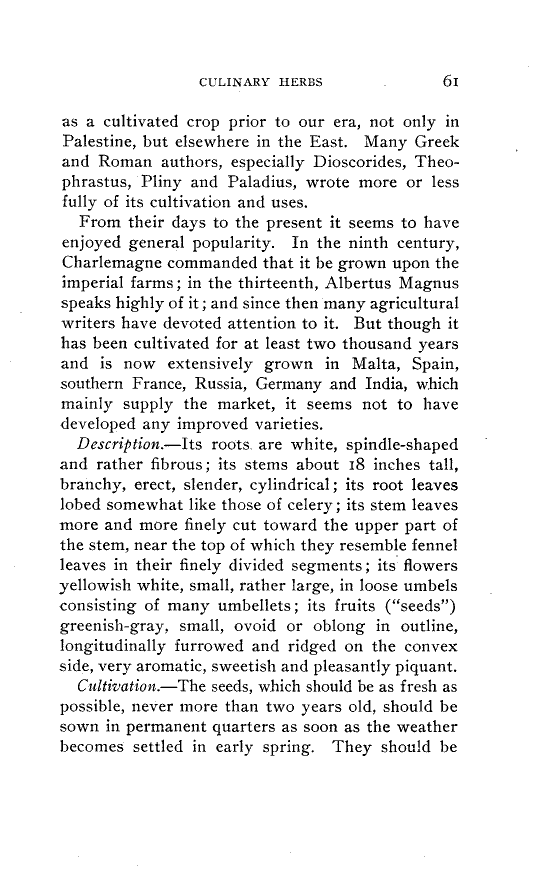 CULINARY HERBS 61
as a cultivated crop prior to our era, not only in
Palestine, but elsewhere in the East. Many Greek
and Roman authors, especially Dioscorides, Theo-
phrastus, Pliny and Paladius, wrote more or less
fully of its cultivation and uses.
From their days to the present it seems to have
enjoyed general popularity. In the ninth century,
Charlemagne commanded that it be grown upon the
imperial farms; in the thirteenth, Albertus Magnus
speaks highly of it; and since then many agricultural
writers have devoted attention to it. But though it
has been cultivated for at least two thousand years
and is now extensively grown in Malta, Spain,
southern France, Russia, Germany and India, which
mainly supply the market, it seems not to have
developed any improved varieties.
Description.—Its roots are white, spindle-shaped
and rather fibrous; its stems about 18 inches tall,
branchy, erect, slender, cylindrical; its root leaves
lobed somewhat like those of celery; its stem leaves
more and more finely cut toward the upper part of
the stem, near the top of which they resemble fennel
leaves in their finely divided segments; its flowers
yellowish white, small, rather large, in loose umbels
consisting of many umbellets; its fruits ("seeds")
greenish-gray, small, ovoid or oblong in outline,
longitudinally furrowed and ridged on the convex
side, very aromatic, sweetish and pleasantly piquant.
Cultivation.—The seeds, which should be as fresh as
possible, never more than two years old, should be
sown in permanent quarters as soon as the weather
becomes settled in early spring. They should be